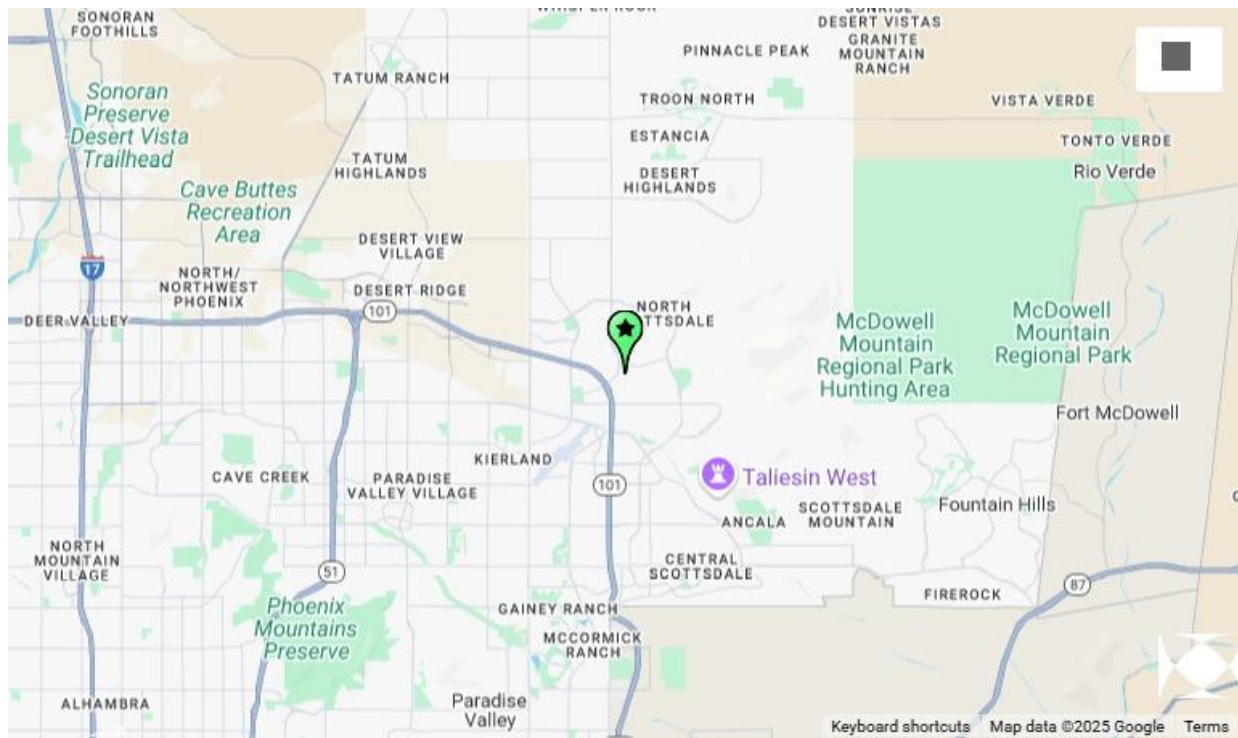 SONORAN
FOOTHILLS
SUNRISE
DESERT VISTAS
GRANITE
MOUNTAIN
RANCH
PINNACLE PEAK
TATUM RANCH
Sonoran
Preserve
-Desert Vista
Trailhead
TROON NORTH
VISTA VERDE
ESTANCIA
TONTO VERDE
Rio Verde
TATUM
HIGHLANDS
DESERT
HIGHLANDS
Cave Buttes
Recreation
Area
DESERT VIEW
VILLAGE
17
NORTH/
NORTHWEST
PHOENIX
DESERT RIDGE
101
DEER VALLEY
NORTH
TTSDALE
McDowell
Mountain
Regional Park
Hunting Area
McDowell
Mountain
Regional Park
Fort McDowell
KIERLAND
CAVE CREEK
PARADISE
VALLEY VILLAGE
101
Taliesin West
ANCALA
SCOTTSDALE
MOUNTAIN
Fountain Hills
NORTH
MOUNTAIN
VILLAGE
51
CENTRAL
SCOTTSDALE
87
FIREROCK
Phoenix
Mountains
Preserve
GAINEY RANCH
MCCORMICK
RANCH
ALHAMBRA
Paradise
Valley
Keyboard shortcuts Map data ©2025 Google Terms